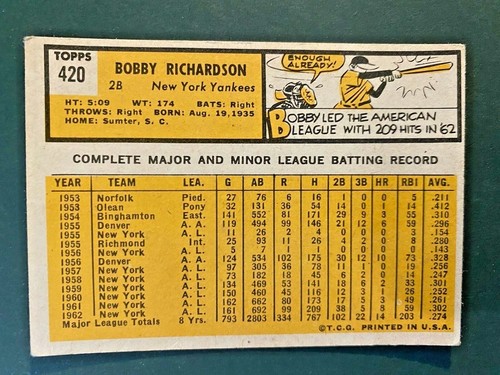 TOPPS
420
BOBBY RICHARDSON
2B New York Yankees
HT: 5:09 WT: 174 BATS: Right
THROWS: Right BORN: Aug. 19, 1935
HOME: Sumter, S. C.
ENOUGH
ALREADY!
BOBBY LED THE AMERICAN
LEAGUE WITH 209 HITS IN '62
COMPLETE MAJOR AND MINOR LEAGUE BATTING RECORD
YEAR TEAM LEA. G AB R H 2B 3B HR RBI AVG.
1953 Norfolk Pied. 27 76 6 16 1 0 0 5 .211
1953 Olean Pony 32 131 36 54 14 0 1 14 .412
1954 Binghamton East. 141 552 81 171 29 9 3 55 .310
1955 Denver A. A. 119 494 99 146 21 12 6 59 .296
1955 New York A. L. 11 26 2 4 0 0 0 3 .154
1955 Richmond Int. 25 93 11 26 4 2 0 8 .280
1956 New York A. L. 5 7 1 1 0 0 0 0 .143
1956 Denver A. A. 124 534 102 175 30 12 10 73 .328
1957 New York A. L. 97 305 36 78 11 1 0 19 .256
1958 New York A. L. 73 182 18 45 6 2 0 14 .247
1959 New York A. L. 134 469 53 141 18 6 2 33 .301
1960 New York A. L. 150 460 45 116 12 3 1 26 .252
1961 New York A. L. 162 662 80 173 17 5 3 49 .261
1962 New York A. L. 161 692 99 209 38 5 8 59 .302
Major League Totals 8 Yrs. 793 2803 334 767 102 22 14 203 .274
©T.C.G. PRINTED IN U.S.A.